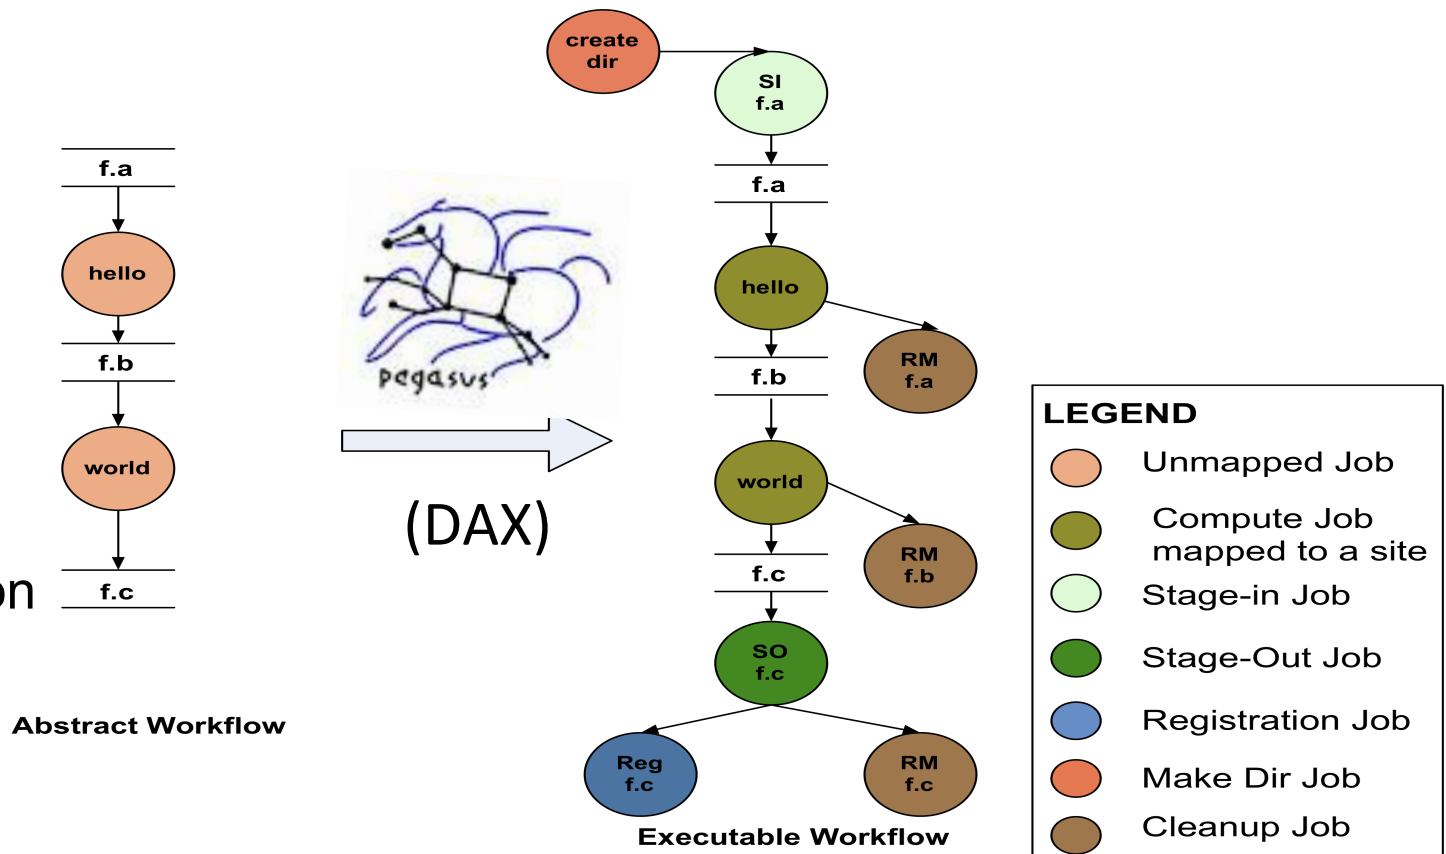 f.a
hello
f.b
world
on
f.c
Abstract Workflow
pegasus
(DAX)
create
dir
SI
f.a
f.a
hello
RM
f.a
f.b
world
RM
f.b
f.c
SO
f.c
Reg
f.c
RM
f.c
Executable Workflow
LEGEND
Unmapped Job
Compute Job
mapped to a site
Stage-in Job
Stage-Out Job
Registration Job
Make Dir Job
Cleanup Job